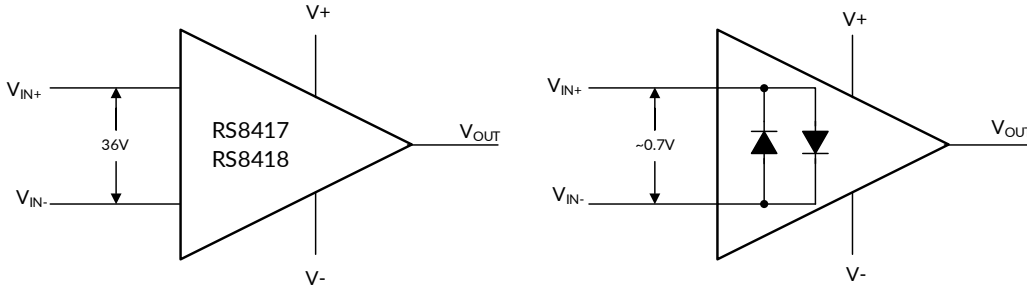 V+
VIN+
36V
RS8417
RS8418
VOUT
VIN-
V-
V+
VIN+
~0.7V
VOUT
VIN-
V-